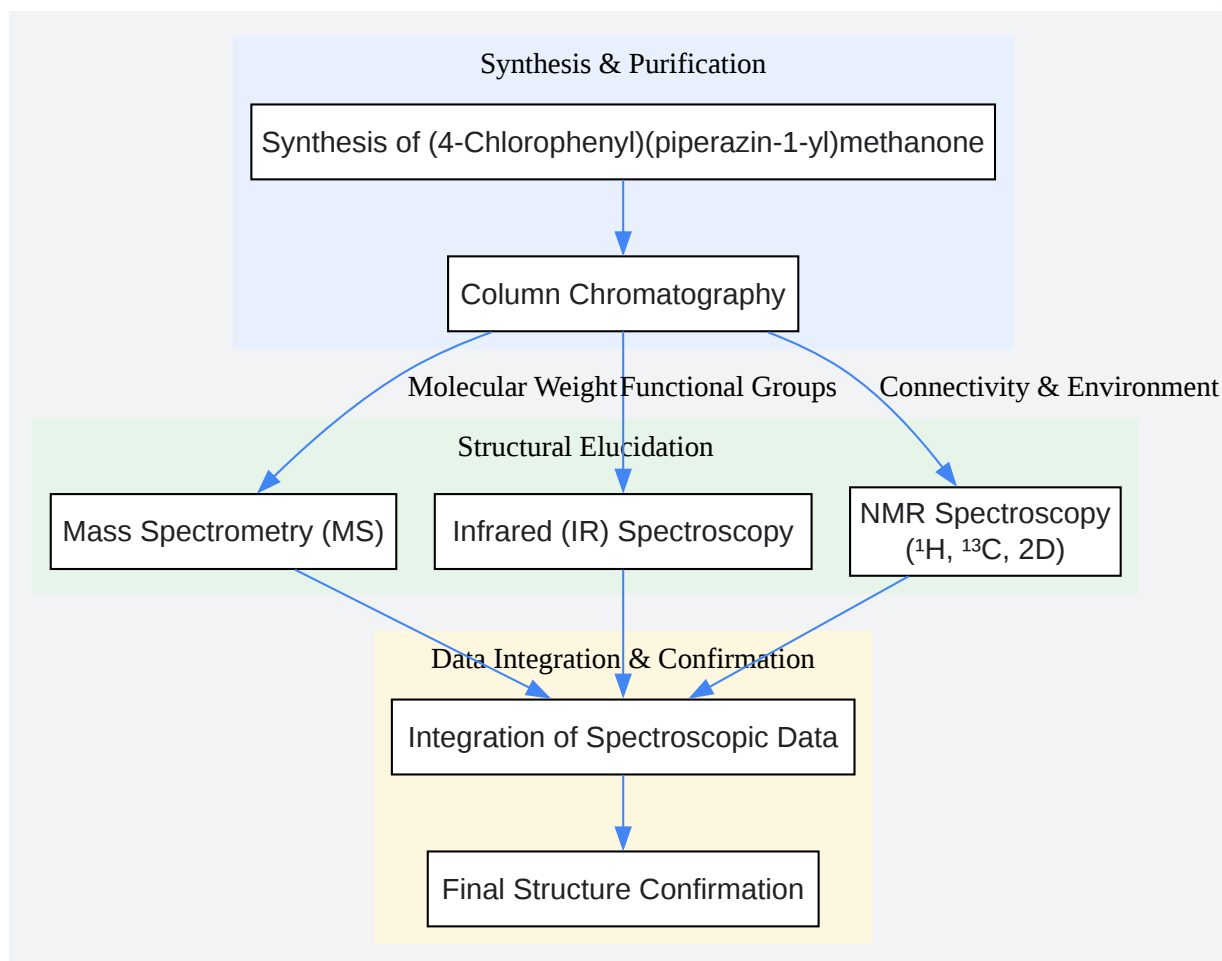 Synthesis & Purification
Synthesis of (4-Chlorophenyl)(piperazin-1-yl)methanone
Column Chromatography
Molecular Weight
Functional Groups
Connectivity & Environment
Structural Elucidation
Mass Spectrometry (MS)
Infrared (IR) Spectroscopy
NMR Spectroscopy
(¹H, ¹³C, 2D)
Data Integration & Confirmation
Integration of Spectroscopic Data
Final Structure Confirmation